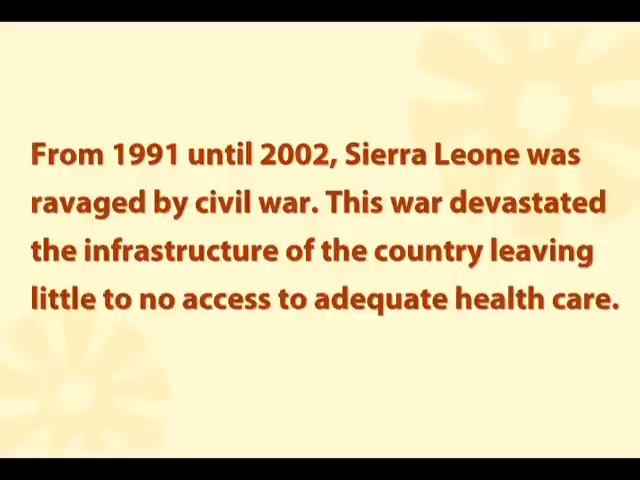 From 1991 until 2002, Sierra Leone was
ravaged by civil war. This war devastated
the infrastructure of the country leaving
little to no access to adequate health care.